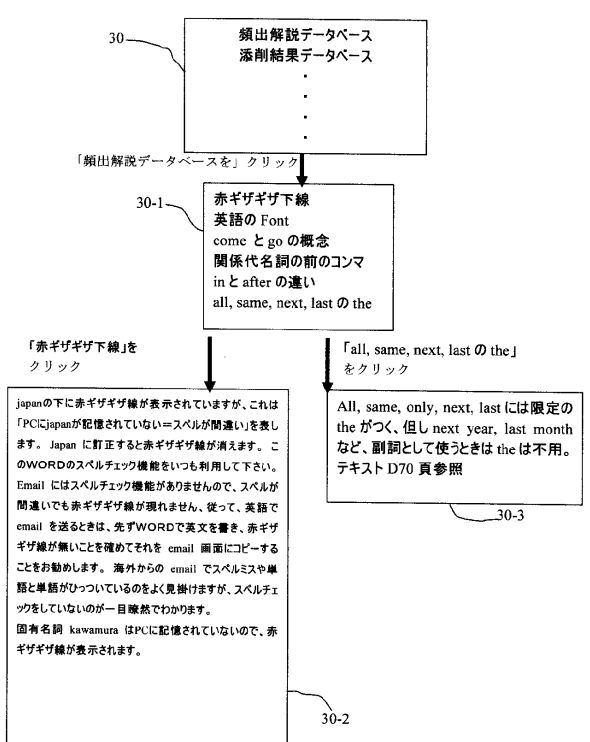 30
頻出解説データベース
添削結果データベース
・
・
・
・
「頻出解説データベースを」クリック
30-1
赤ギザギザ下線
英語の Font
come と go の概念
関係代名詞の前のコンマ
in と after の違い
all, same, next, last の the
「赤ギザギザ下線」を
クリック
「all, same, next, last の the」
をクリック
japanの下に赤ギザギザ線が表示されていますが、これは
「PCにjapanが記憶されていない＝スペルが間違い」を表し
ます。 Japan に訂正すると赤ギザギザ線が消えます。 こ
のWORDのスペルチェック機能をいつも利用して下さい。
Email にはスペルチェック機能がありませんので、スペルが
間違いでも赤ギザギザ線が現れません、従って、英語で
email を送るときは、先ずWORDで英文を書き、赤ギザ
ギザ線が無いことを確めてそれを email 画面にコピーする
ことをお勧めします。 海外からの email でスペルミスや単
語と単語がひっついているのをよく見掛けますが、スペルチェ
ックをしていないのが一目瞭然でわかります。
固有名詞 kawamura はPCに記憶されていないので、赤
ギザギザ線が表示されます。
30-2
All, same, only, next, last には限定の
the がつく、但し next year, last month
など、副詞として使うときは the は不用。
テキスト D70 頁参照
30-3